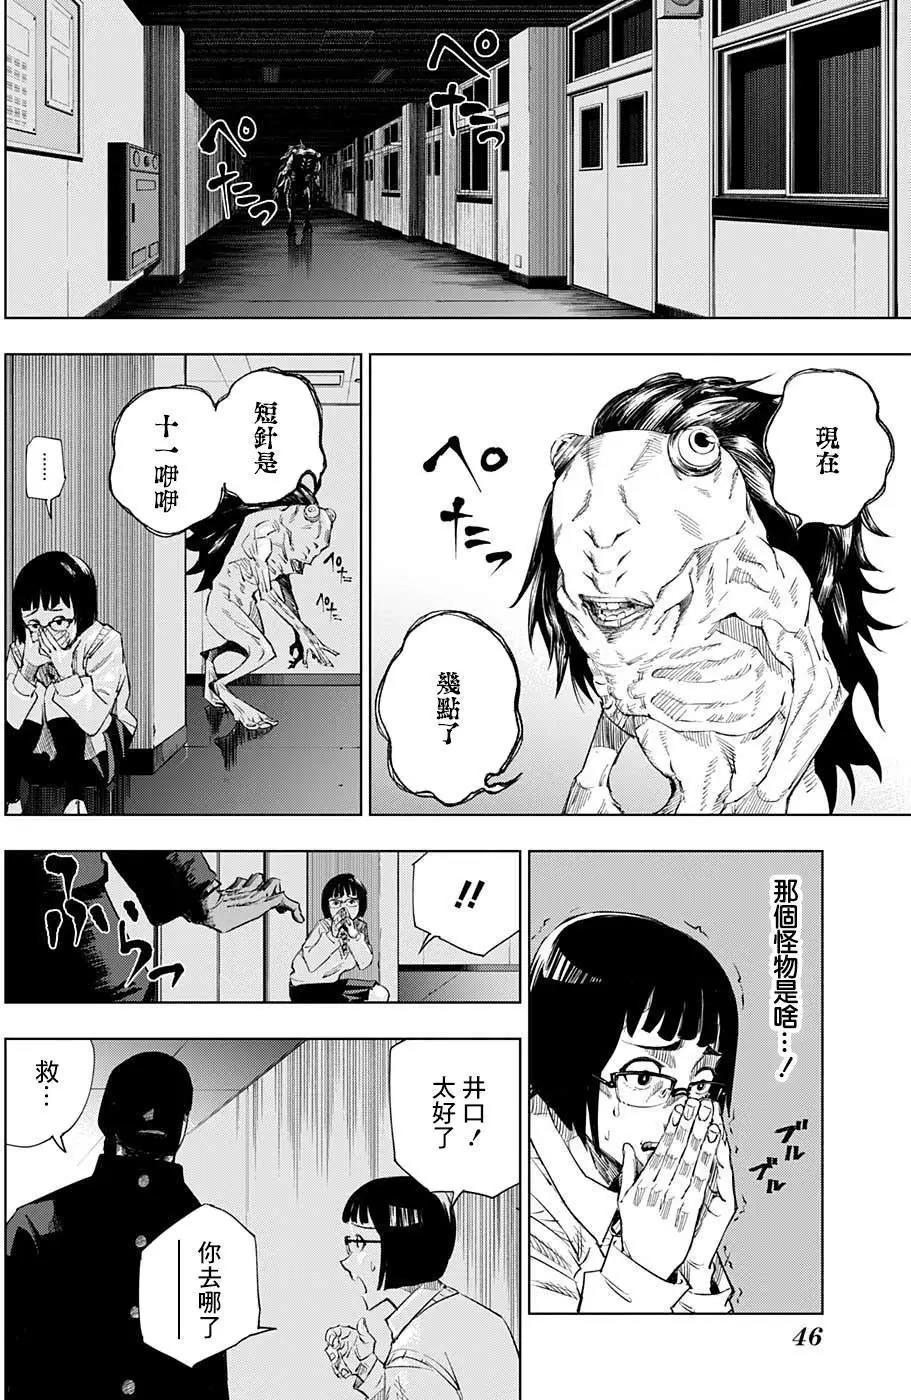 ペ
たっ
ペ
たっ
現在
ペ
たっ
幾點了
短針是
十一咿咿
ペたっ
ペたっ
……
那個怪物是啥…!
ブルブル
!!
井口!
太好了
你去哪了
救…
46